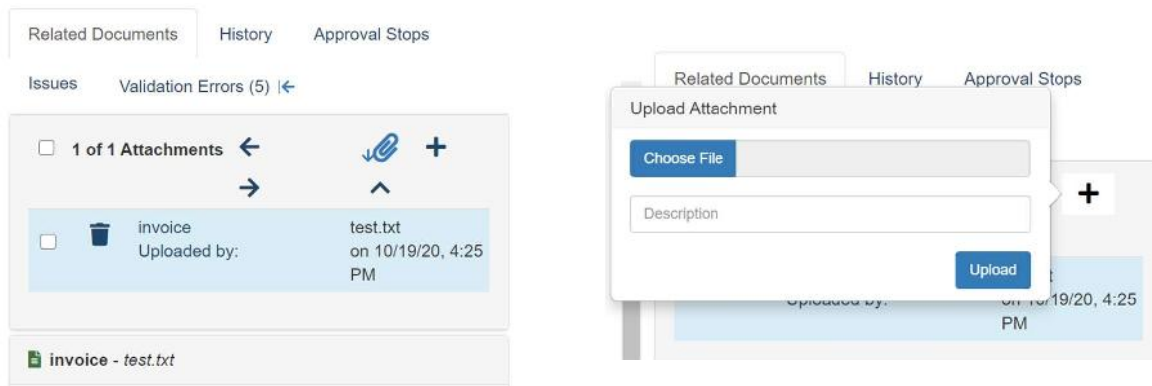 Related Documents History Approval Stops
Issues Validation Errors (5)
1 of 1 Attachments
invoice test.txt
Uploaded by: on 10/19/20, 4:25
PM
invoice - test.txt
Related Documents History Approval Stops
Upload Attachment
Choose File
Description
Upload
Uploaded by: on 10/19/20, 4:25
PM